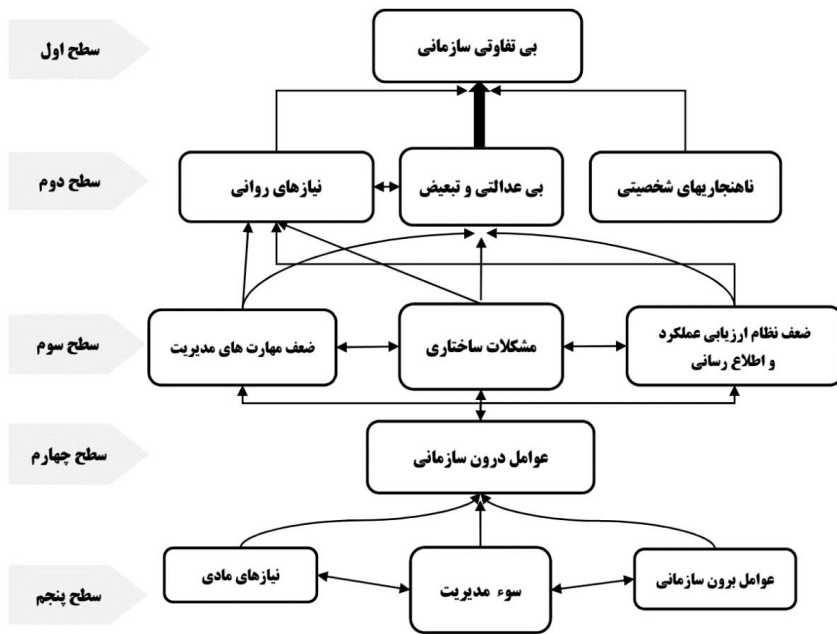 سطح اول
بی تفاوتی سازمانی
سطح دوم
ناهنجاریهای شخصیتی
بی عدالتی و تبعیض
نیازهای روانی
سطح سوم
ضعف نظام ارزیابی عملکرد
و اطلاع رسانی
مشکلات ساختاری
ضعف مهارت های مدیریت
سطح چهارم
عوامل درون سازمانی
سطح پنجم
عوامل برون سازمانی
سوء مدیریت
نیازهای مادی